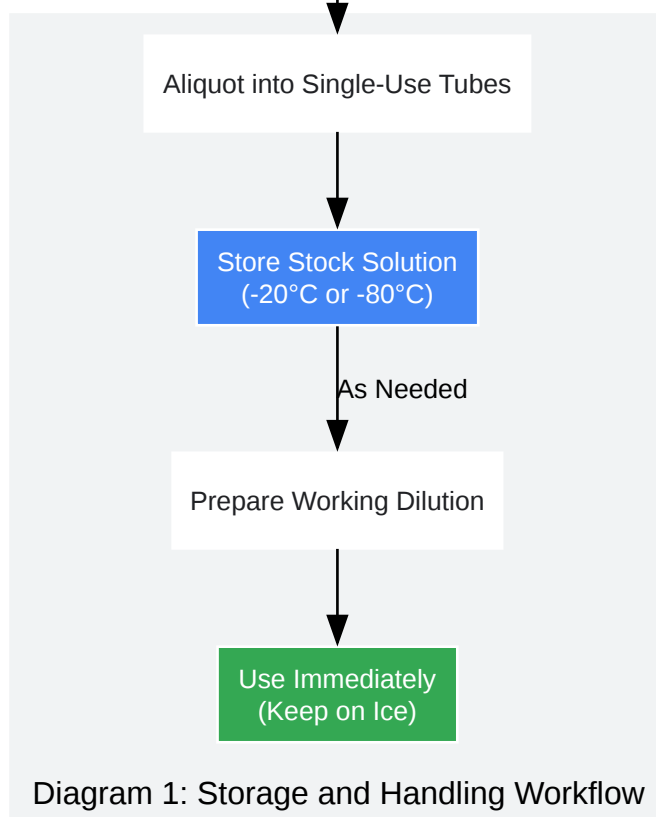 Aliquot into Single-Use Tubes
Store Stock Solution
(-20°C or -80°C)
As Needed
Prepare Working Dilution
Use Immediately
(Keep on Ice)
Diagram 1: Storage and Handling Workflow